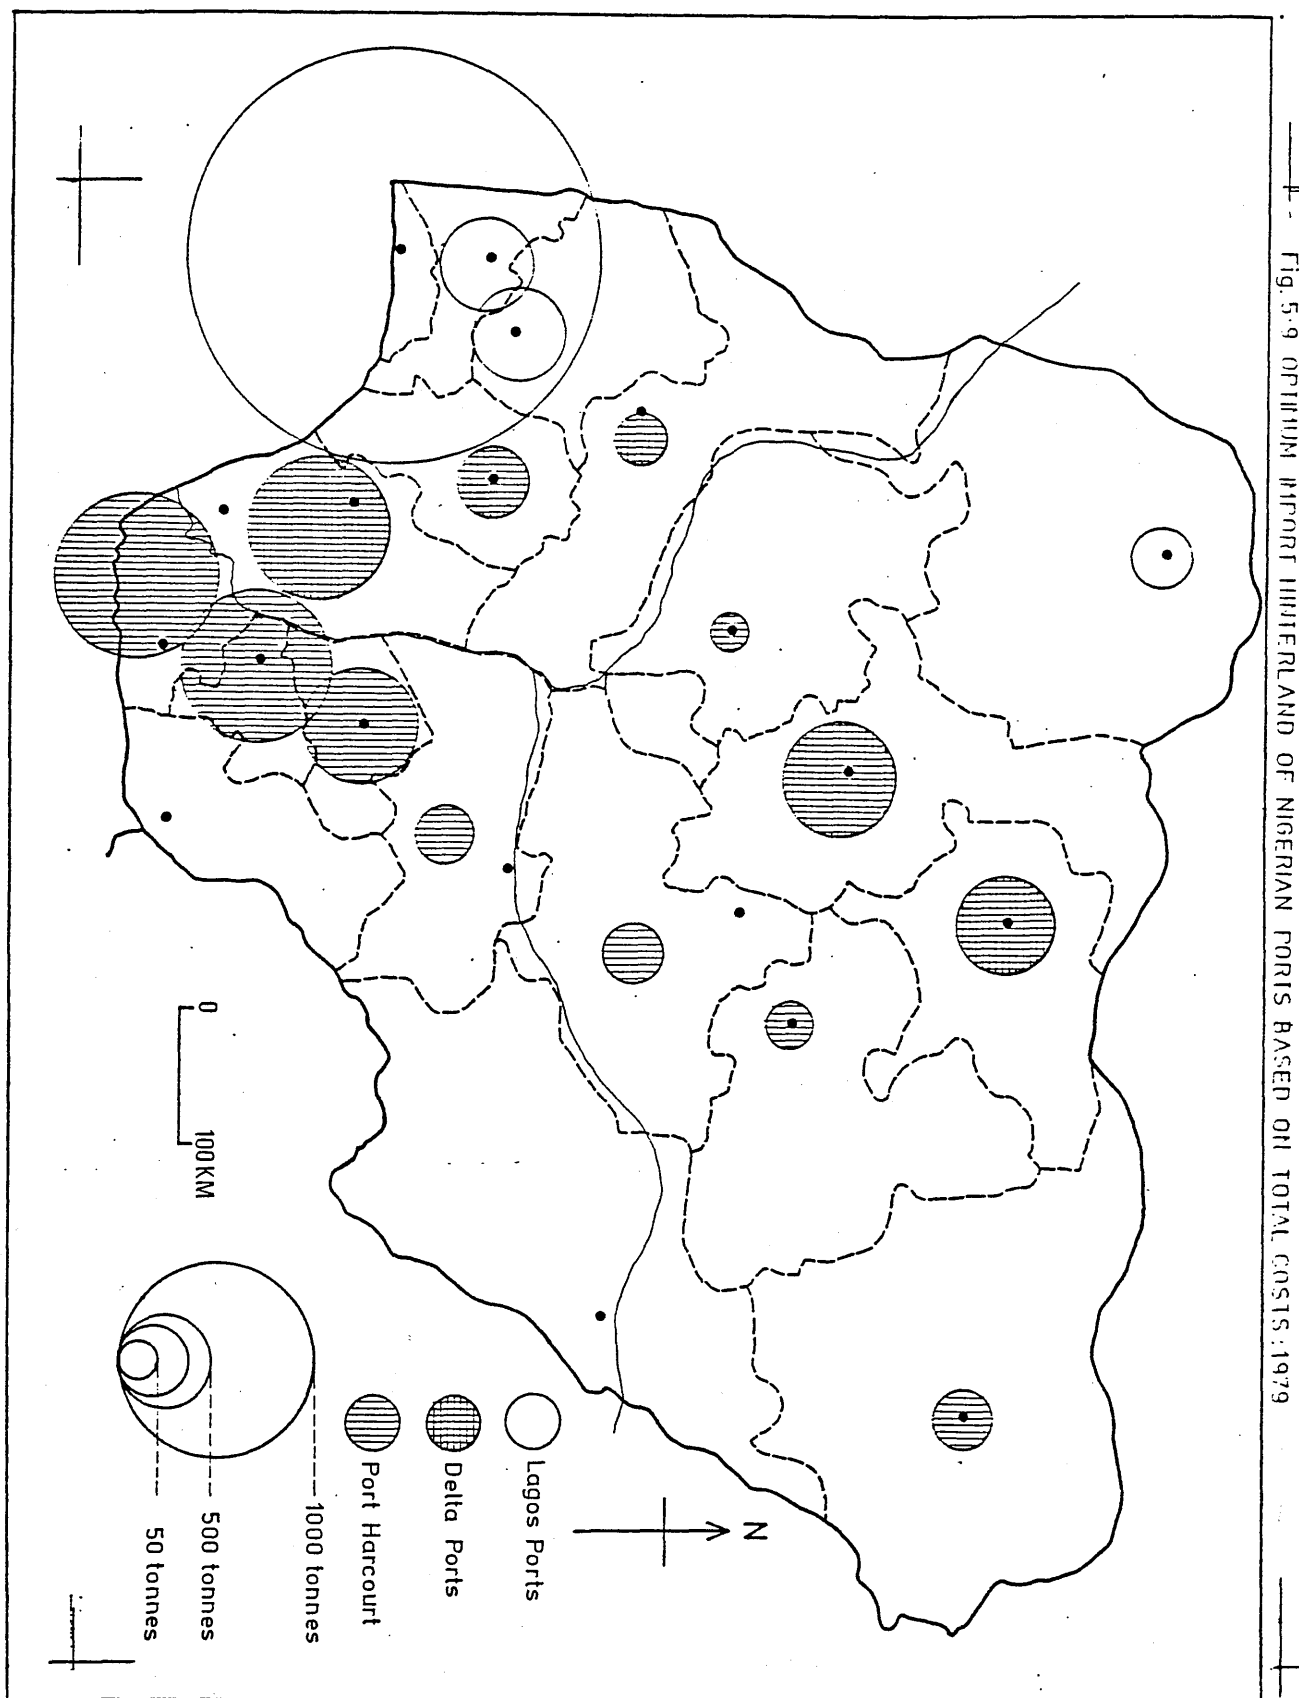 Fig. 5·9 OPTIMUM IMPORT HINTERLAND OF NIGERIAN PORTS BASED ON TOTAL COSTS : 1979
N
Lagos Ports
Delta Ports
Port Harcourt
1000 tonnes
500 tonnes
50 tonnes
0
100KM